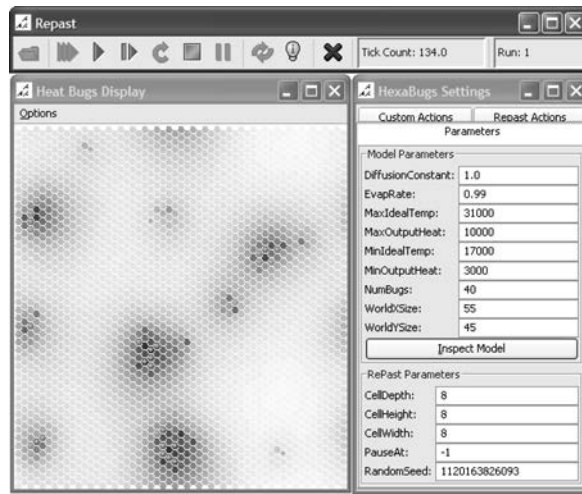 Repast
Tick Count: 134.0
Run: 1
Heat Bugs Display
Options
HexaBugs Settings
Custom Actions
Repast Actions
Parameters
Model Parameters
DiffusionConstant: 1.0
EvapRate: 0.99
MaxIdealTemp: 31000
MaxOutputHeat: 10000
MinIdealTemp: 17000
MinOutputHeat: 3000
NumBugs: 40
WorldXSize: 55
WorldYSize: 45
Inspect Model
RePast Parameters
CellDepth: 8
CellHeight: 8
CellWidth: 8
PauseAt: -1
RandomSeed: 1120163826093